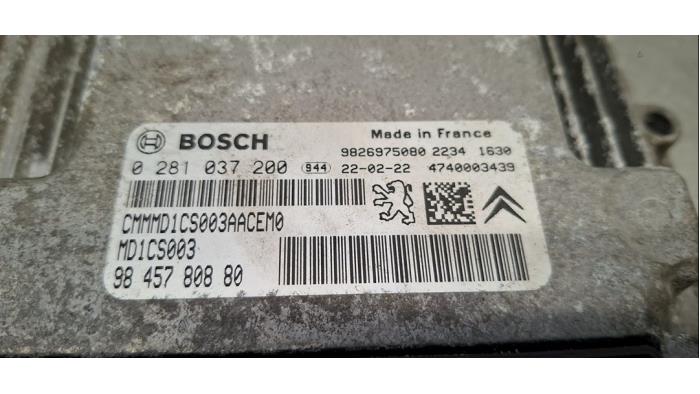 BOSCH
Made in France
9826975080 2234 1630
0 281 037 200 944 22-02-22 4740003439
CMMMD1CS003AACEM0
MD1CS003
98 457 808 80